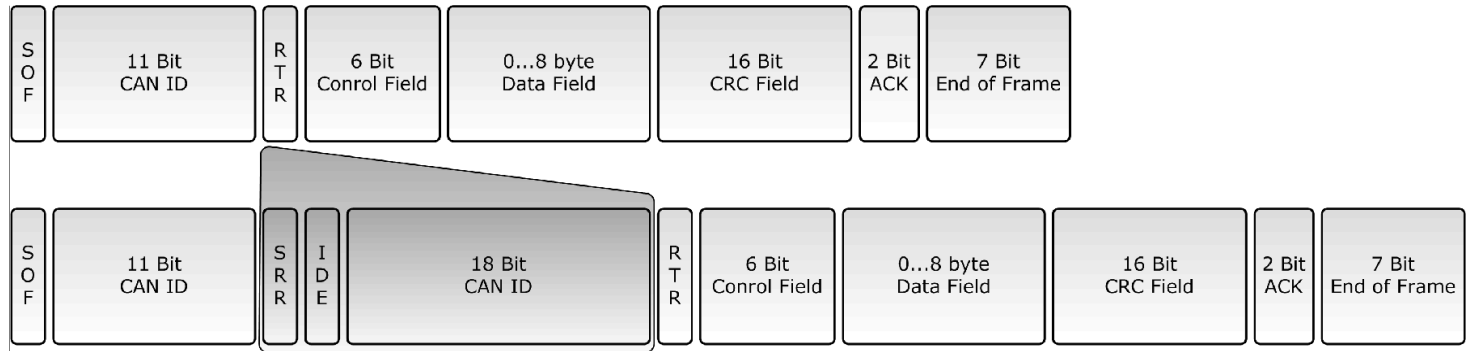 S
O
F
11 Bit
CAN ID
R
T
R
6 Bit
Conrol Field
0...8 byte
Data Field
16 Bit
CRC Field
2 Bit
ACK
7 Bit
End of Frame
S
O
F
11 Bit
CAN ID
S
R
R
I
D
E
18 Bit
CAN ID
R
T
R
6 Bit
Conrol Field
0...8 byte
Data Field
16 Bit
CRC Field
2 Bit
ACK
7 Bit
End of Frame